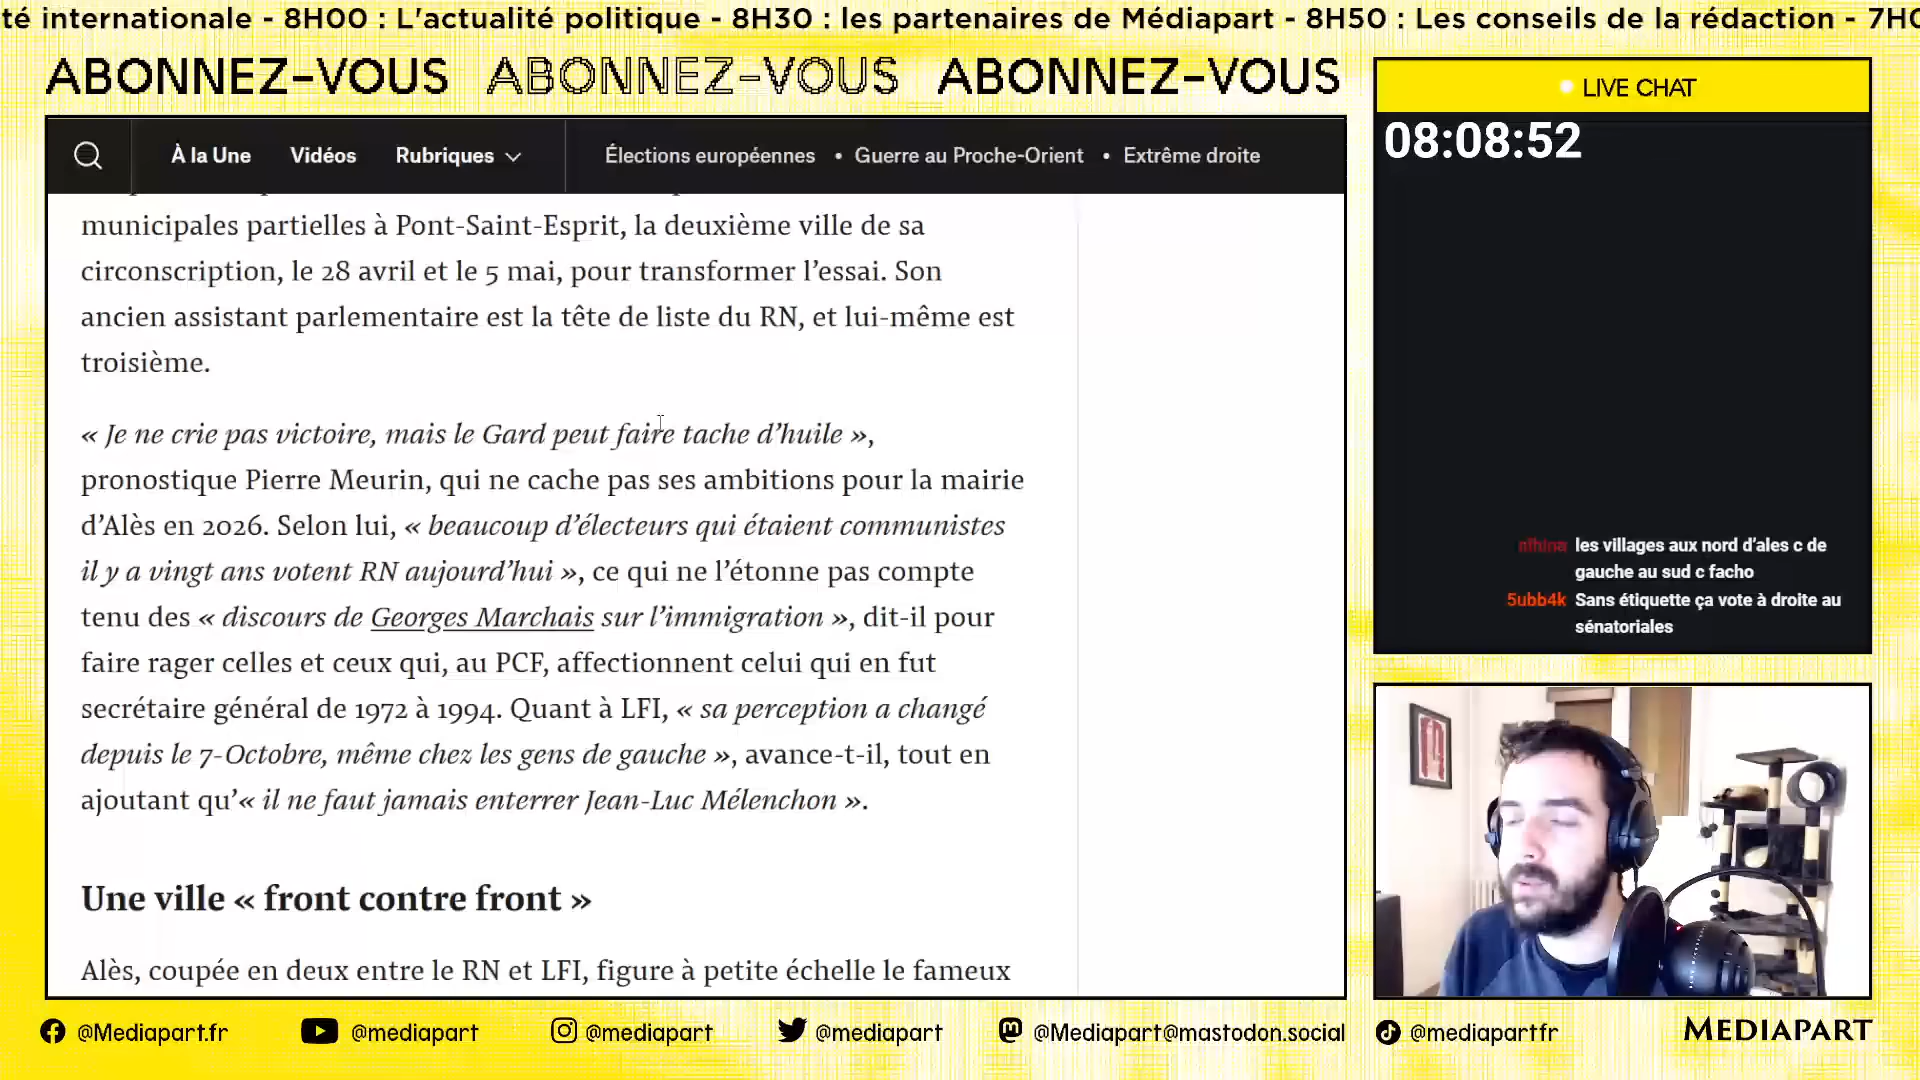 té internationale - 8H00 : L'actualité politique - 8H30 : les partenaires de Médiapart - 8H50 : Les conseils de la rédaction - 7H0
ABONNEZ-VOUS ABONNEZ-VOUS ABONNEZ-VOUS
LIVE CHAT
08:08:52
À la Une Vidéos Rubriques Élections européennes • Guerre au Proche-Orient • Extrême droite
municipales partielles à Pont-Saint-Esprit, la deuxième ville de sa
circonscription, le 28 avril et le 5 mai, pour transformer l’essai. Son
ancien assistant parlementaire est la tête de liste du RN, et lui-même est
troisième.
« Je ne crie pas victoire, mais le Gard peut faire tache d’huile »,
pronostique Pierre Meurin, qui ne cache pas ses ambitions pour la mairie
d’Alès en 2026. Selon lui, « beaucoup d’électeurs qui étaient communistes
il y a vingt ans votent RN aujourd’hui », ce qui ne l’étonne pas compte
tenu des « discours de Georges Marchais sur l’immigration », dit-il pour
faire rager celles et ceux qui, au PCF, affectionnent celui qui en fut
secrétaire général de 1972 à 1994. Quant à LFI, « sa perception a changé
depuis le 7-Octobre, même chez les gens de gauche », avance-t-il, tout en
ajoutant qu’« il ne faut jamais enterrer Jean-Luc Mélenchon ».
Une ville « front contre front »
Alès, coupée en deux entre le RN et LFI, figure à petite échelle le fameux
les villages aux nord d’ales c de
gauche au sud c facho
5ubb4k Sans étiquette ça vote à droite au
sénatoriales
@Mediapart.fr @mediapart @mediapart @mediapart @Mediapart@mastodon.social @mediapartfr MEDIAPART